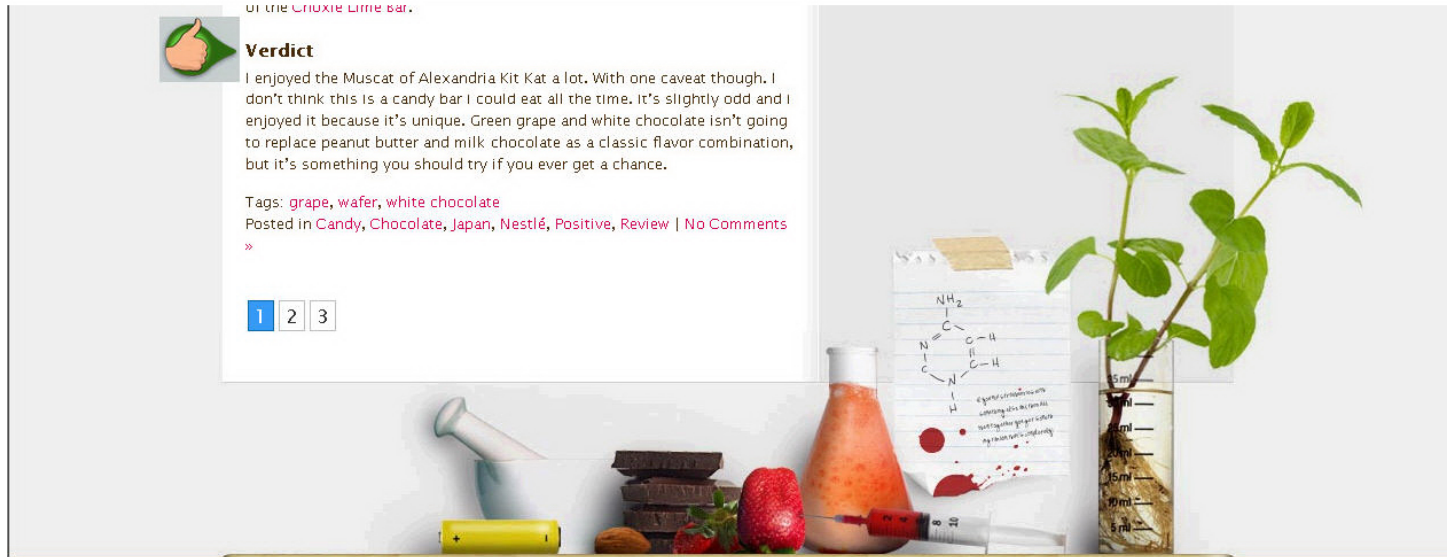 of the Choxie Lime Bar.
Verdict
I enjoyed the Muscat of Alexandria Kit Kat a lot. With one caveat though. I
don't think this is a candy bar I could eat all the time. It's slightly odd and I
enjoyed it because it's unique. Green grape and white chocolate isn't going
to replace peanut butter and milk chocolate as a classic flavor combination,
but it's something you should try if you ever get a chance.
Tags: grape, wafer, white chocolate
Posted in Candy, Chocolate, Japan, Nestlé, Positive, Review | No Comments
»
1 2 3
NH2
C
N C-H
C C-H
N
H
15ml
10ml
5ml
2 4 8 10
+ -